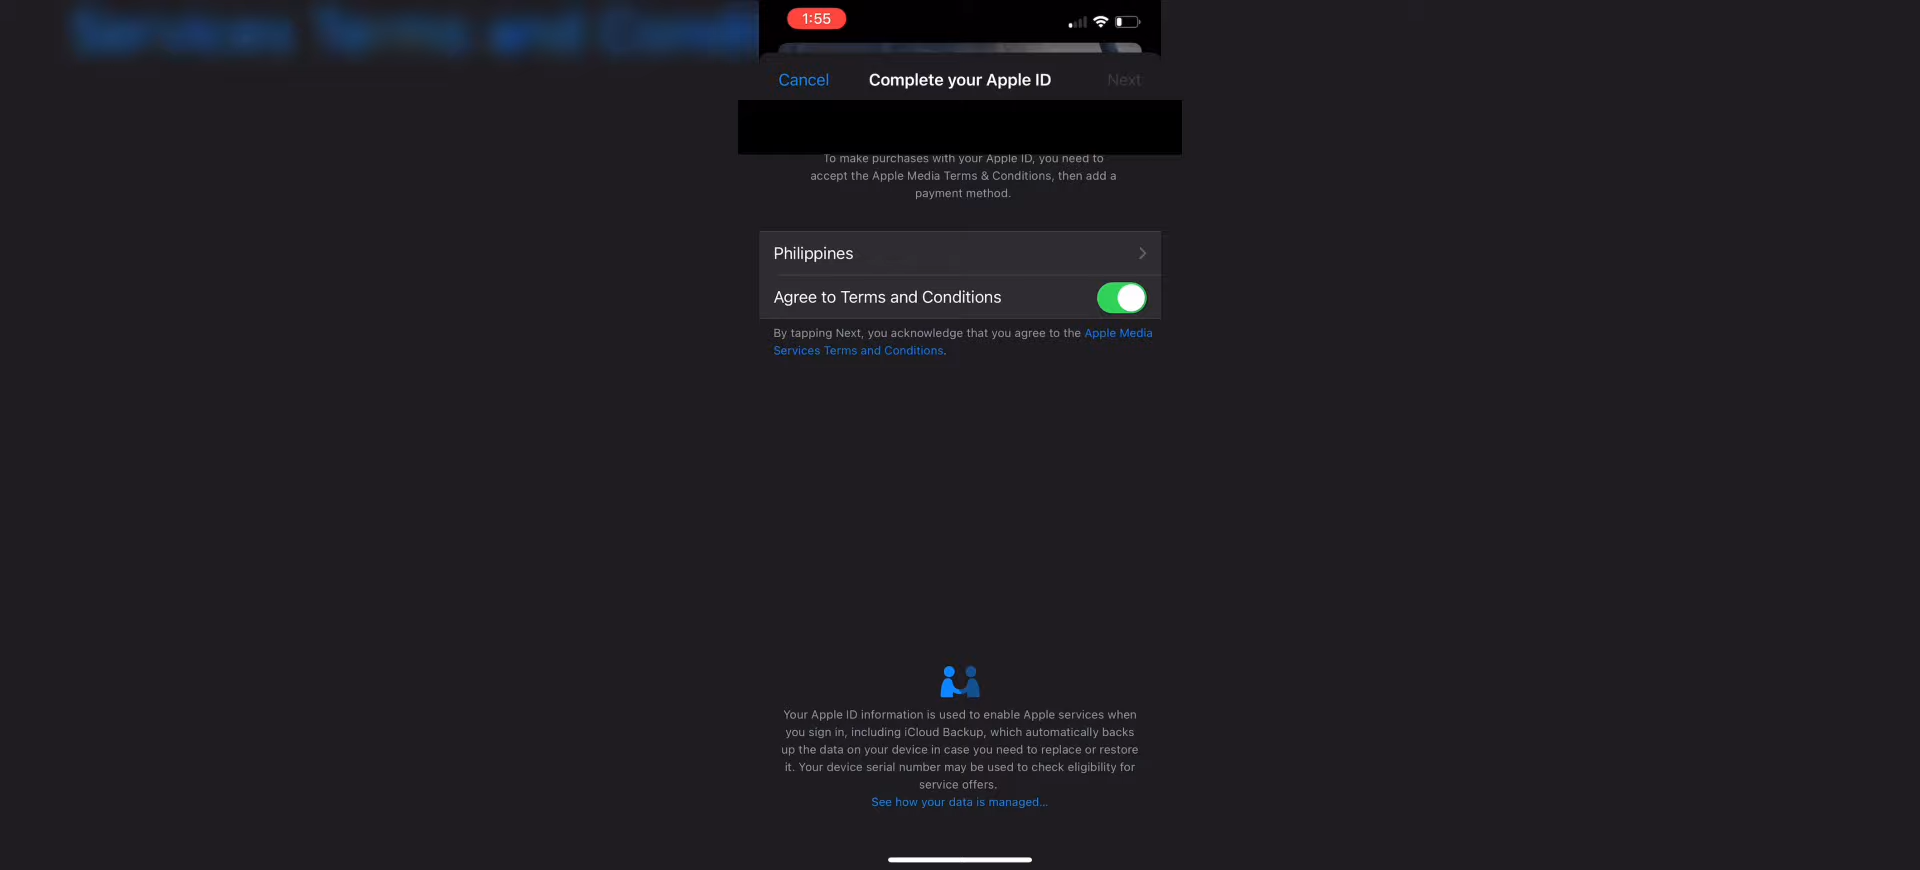 Services Terms and Condi
1:55
Cancel
Complete your Apple ID
Next
To make purchases with your Apple ID, you need to
accept the Apple Media Terms & Conditions, then add a
payment method.
Philippines
Agree to Terms and Conditions
By tapping Next, you acknowledge that you agree to the Apple Media
Services Terms and Conditions.
Your Apple ID information is used to enable Apple services when
you sign in, including iCloud Backup, which automatically backs
up the data on your device in case you need to replace or restore
it. Your device serial number may be used to check eligibility for
service offers.
See how your data is managed...